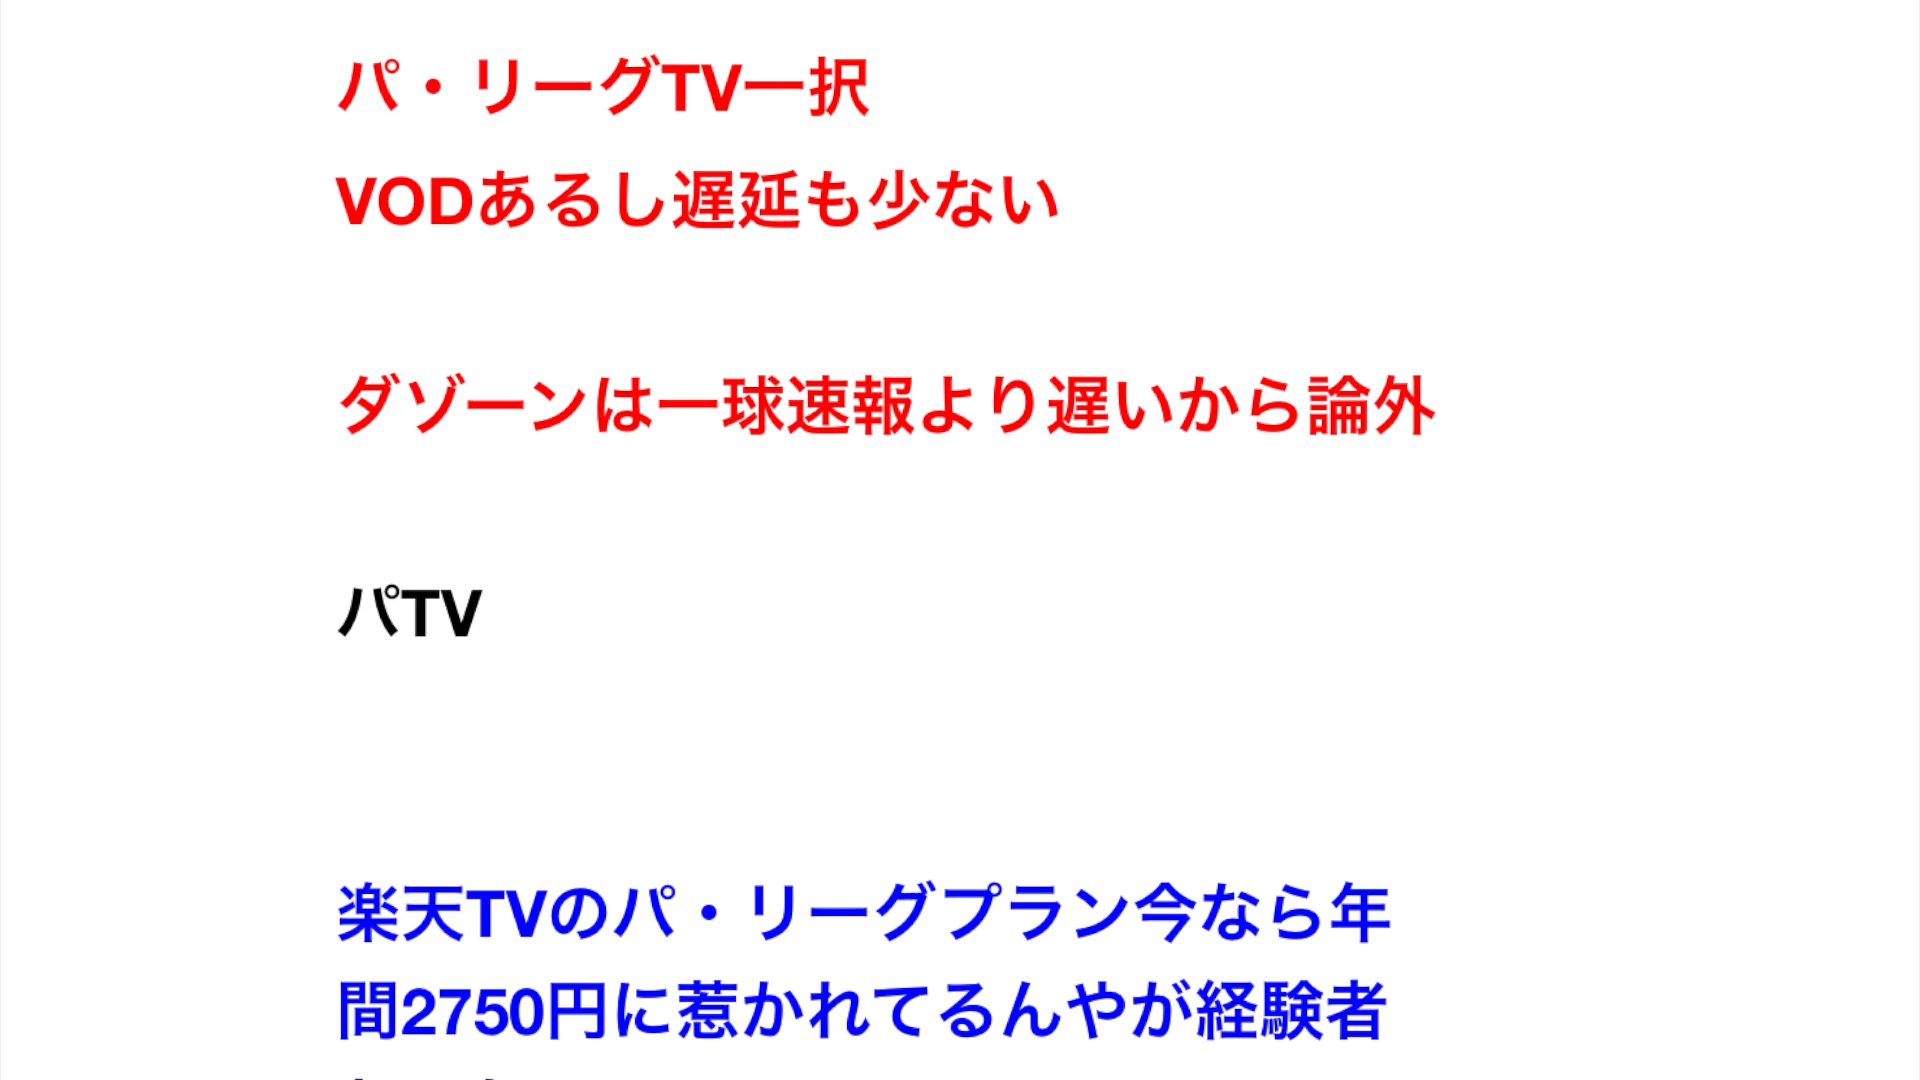 パ・リーグTV一択
VODあるし遅延も少ない
ダゾーンは一球速報より遅いから論外
パTV
楽天TVのパ・リーグプラン今なら年
間2750円に惹かれてるんやが経験者